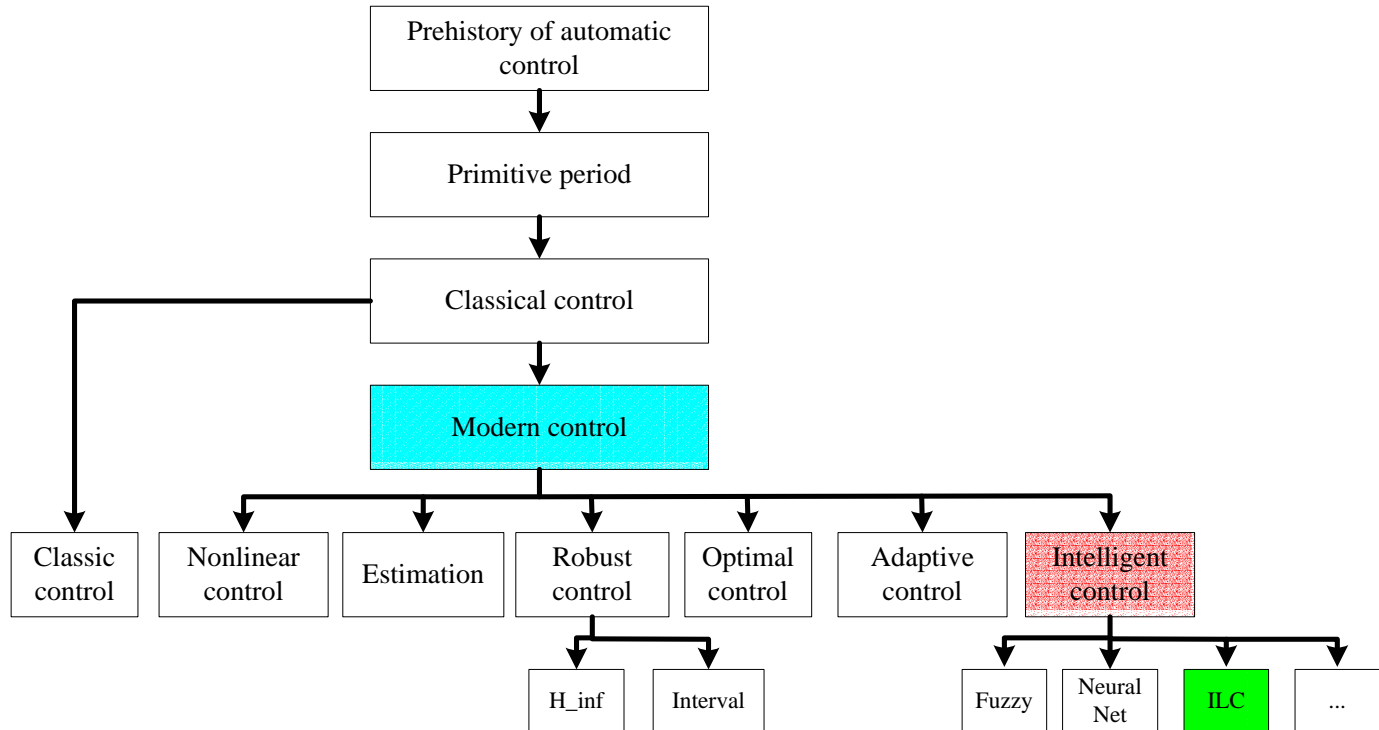 Prehistory of automatic
control
Primitive period
Classical control
Modern control
Classic
control
Nonlinear
control
Estimation
Robust
control
Optimal
control
Adaptive
control
Intelligent
control
H_inf
Interval
Fuzzy
Neural
Net
ILC
...